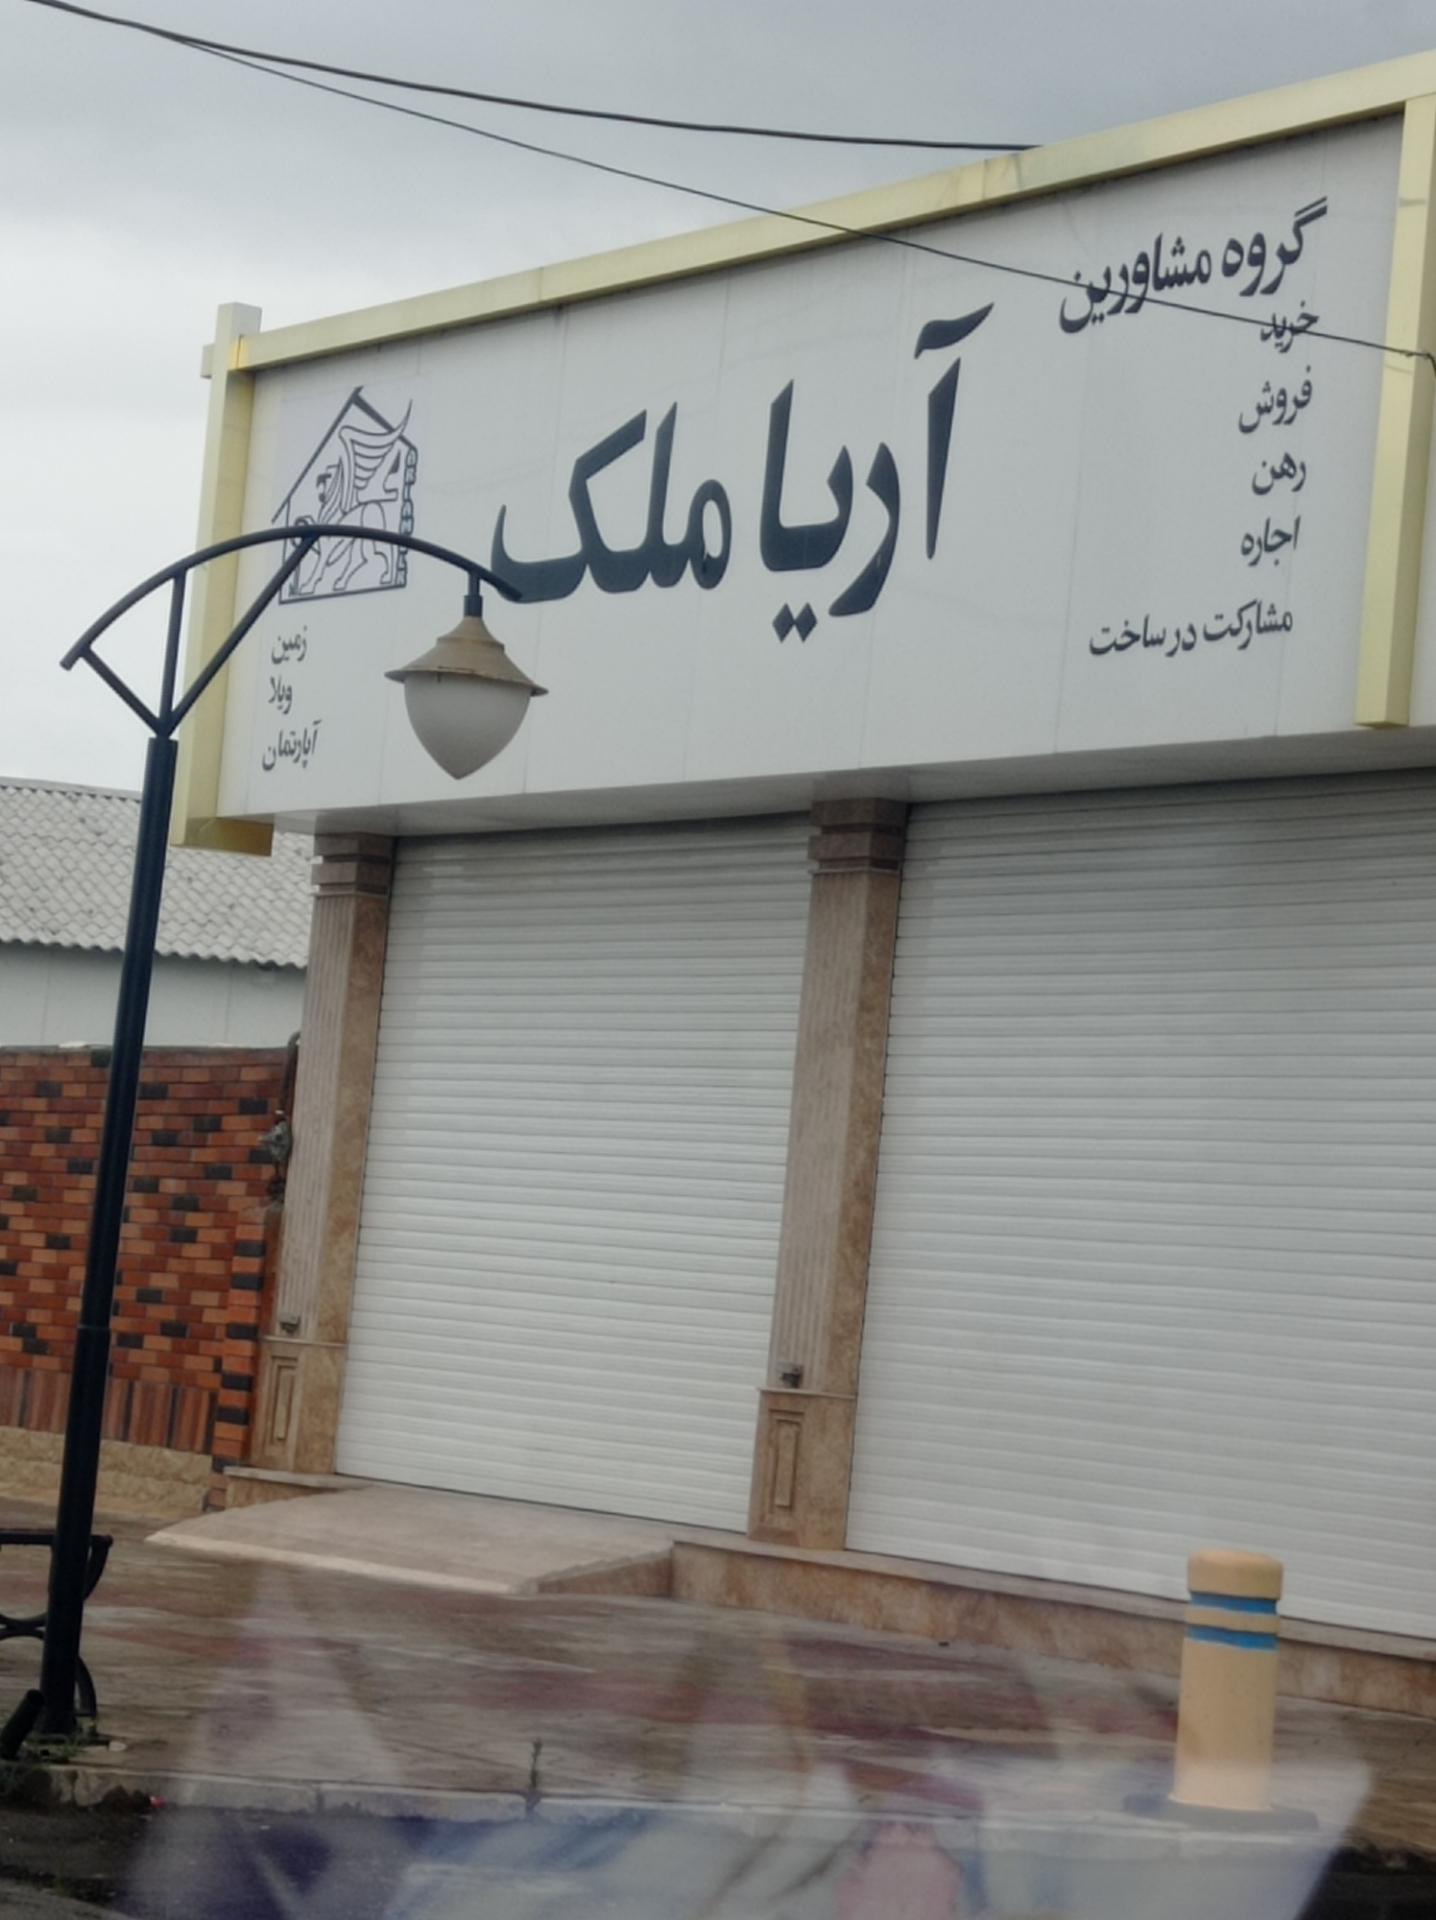 گروه مشاورین
خرید
فروش
رهن
اجاره
مشارکت در ساخت
آریا ملک
زمین
ویلا
آپارتمان